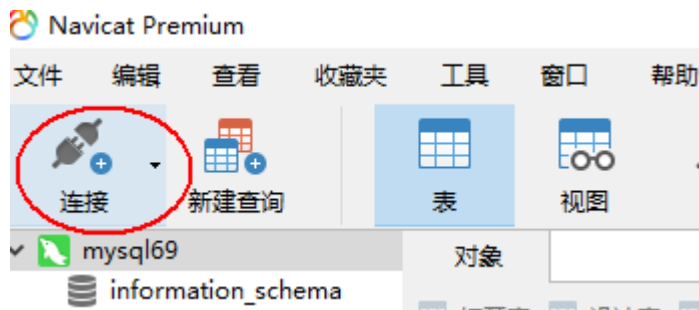 Navicat Premium
文件 编辑 查看 收藏夹 工具 窗口 帮助
连接 新建查询 表 视图
mysql69 对象
information_schema